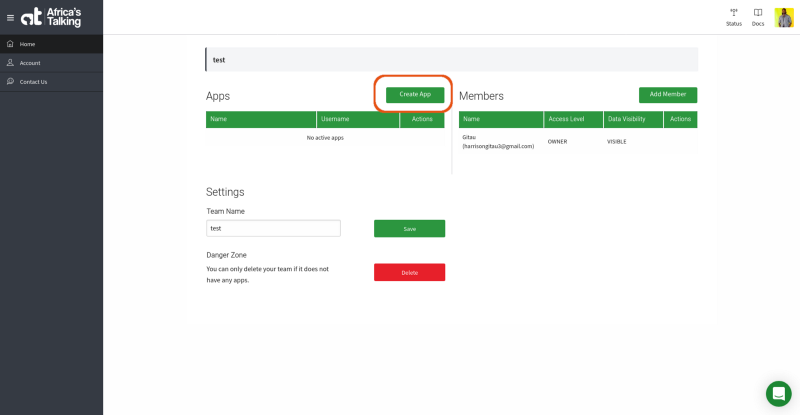 Africa's
Talking
Status
Docs
Home
Account
Contact Us
test
Apps
Create App
Name
Username
Actions
No active apps
Members
Add Member
Name
Access Level
Data Visibility
Actions
Gitau
(harrisongitau3@gmail.com)
OWNER
VISIBLE
Settings
Team Name
test
Save
Danger Zone
You can only delete your team if it does not
have any apps.
Delete